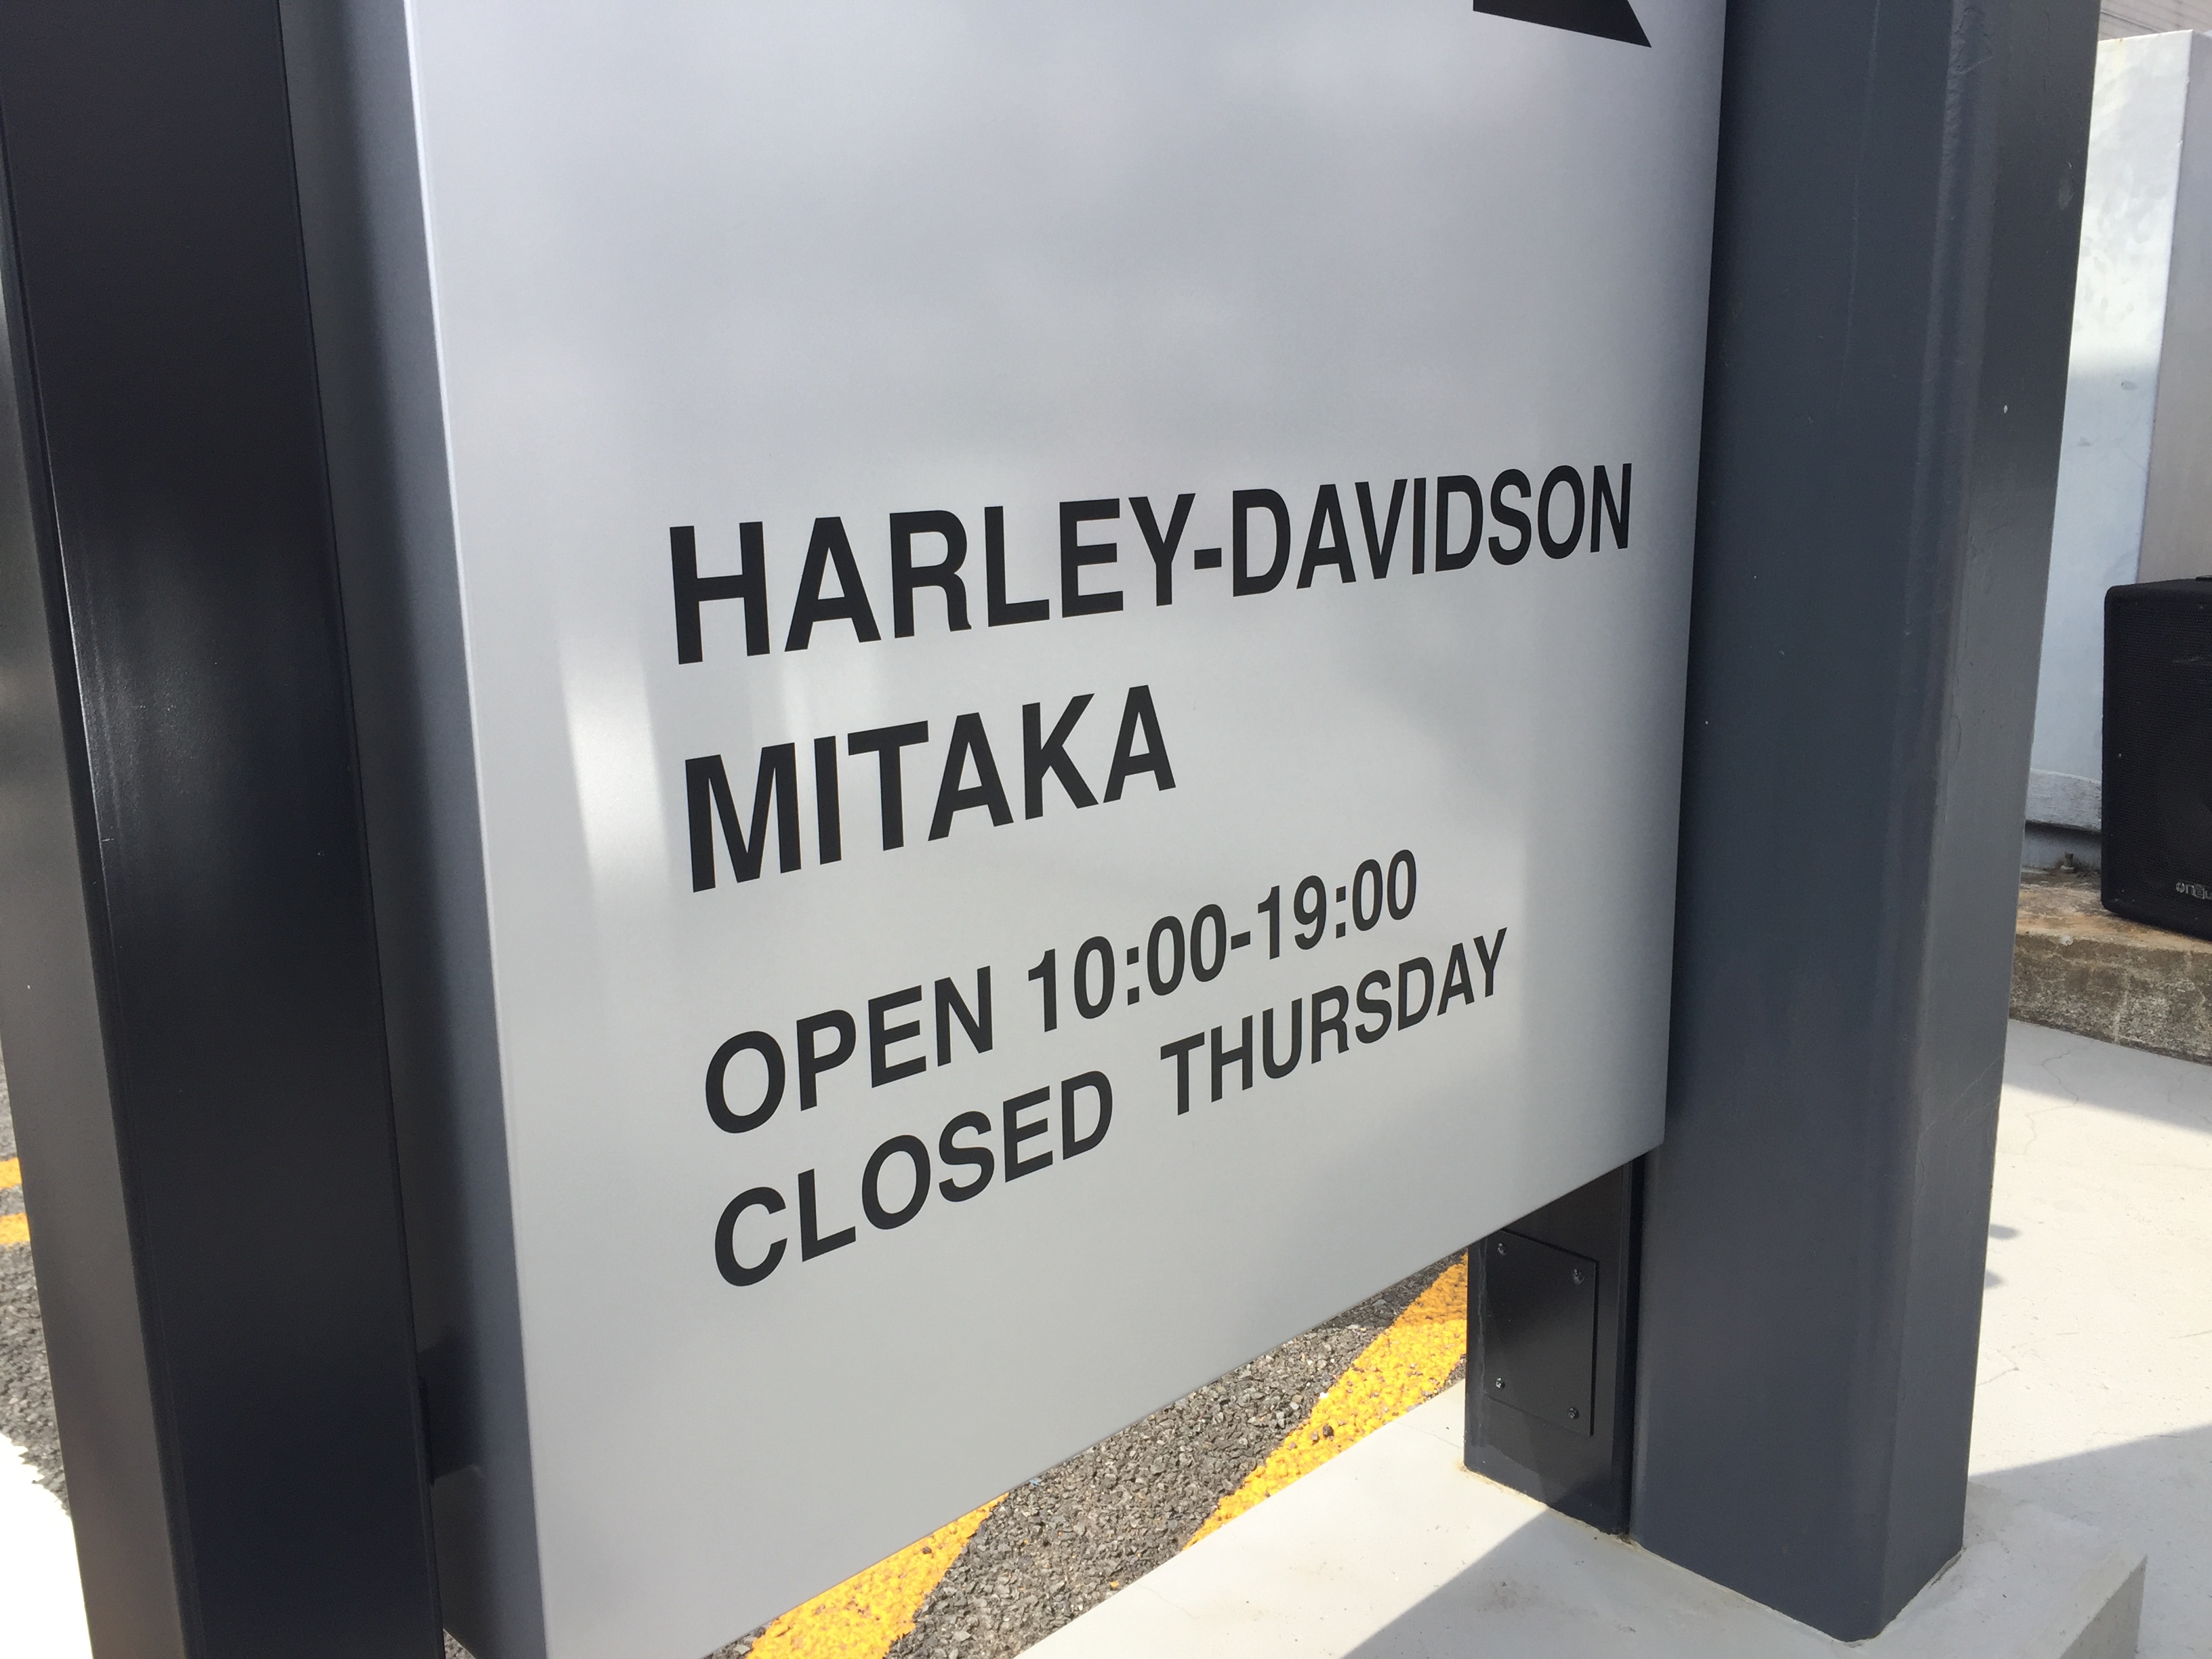 HARLEY-DAVIDSON
MITAKA
OPEN 10:00-19:00
CLOSED THURSDAY